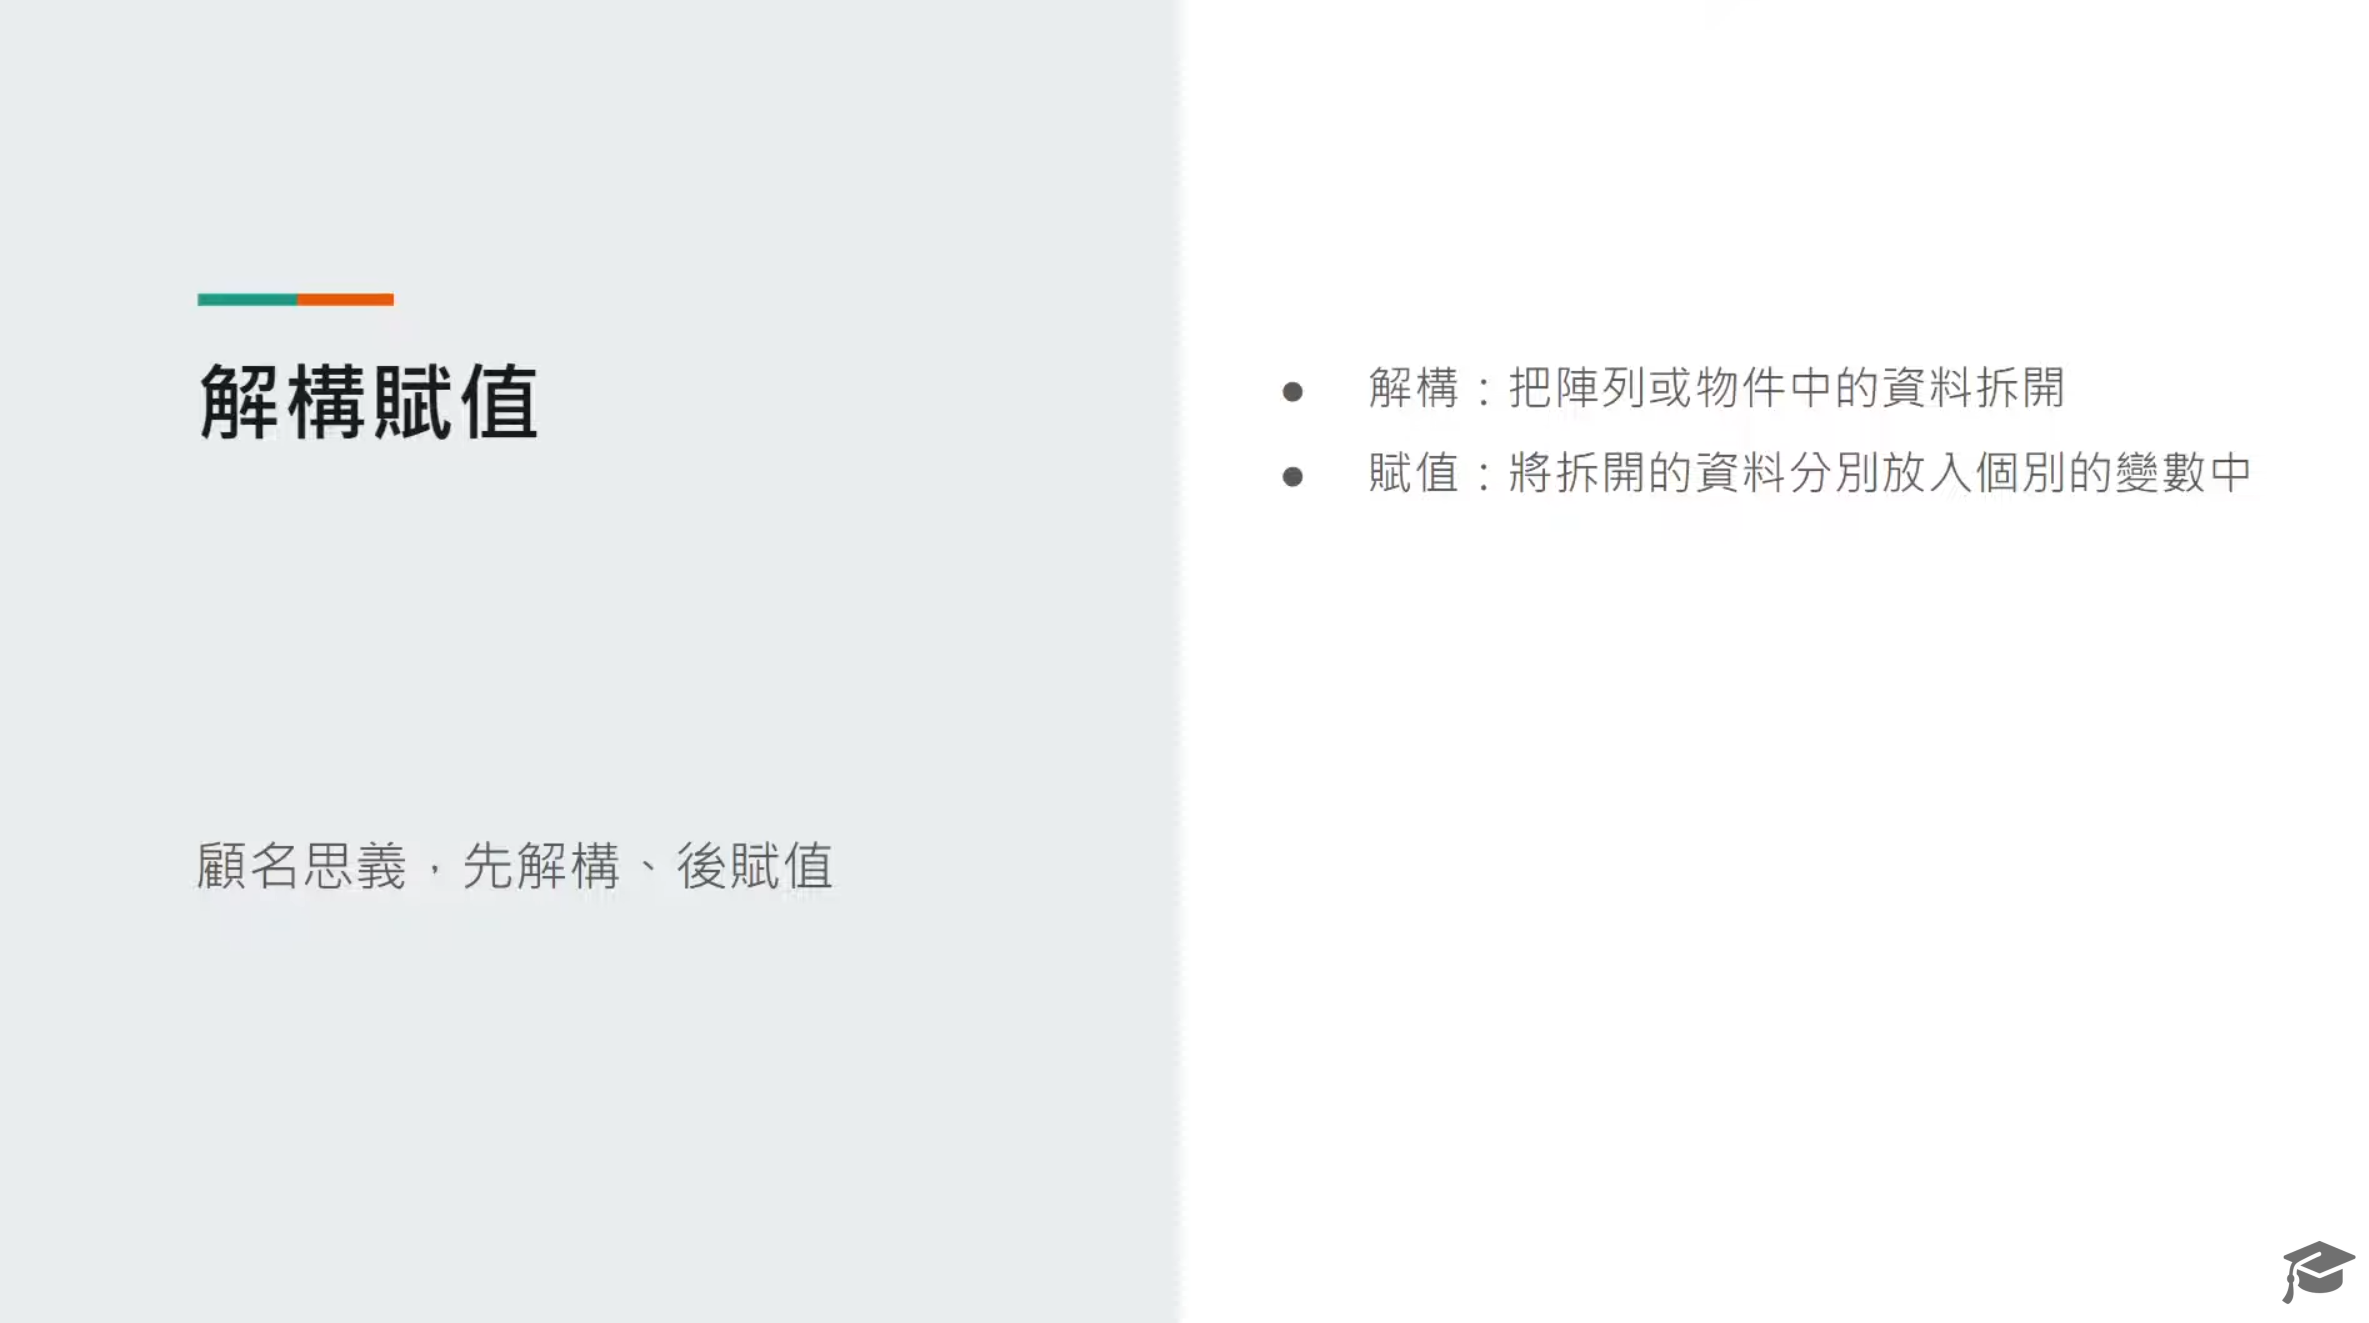 解構賦值
顧名思義，先解構、後賦值
● 解構：把陣列或物件中的資料拆開
● 賦值：將拆開的資料分別放入個別的變數中